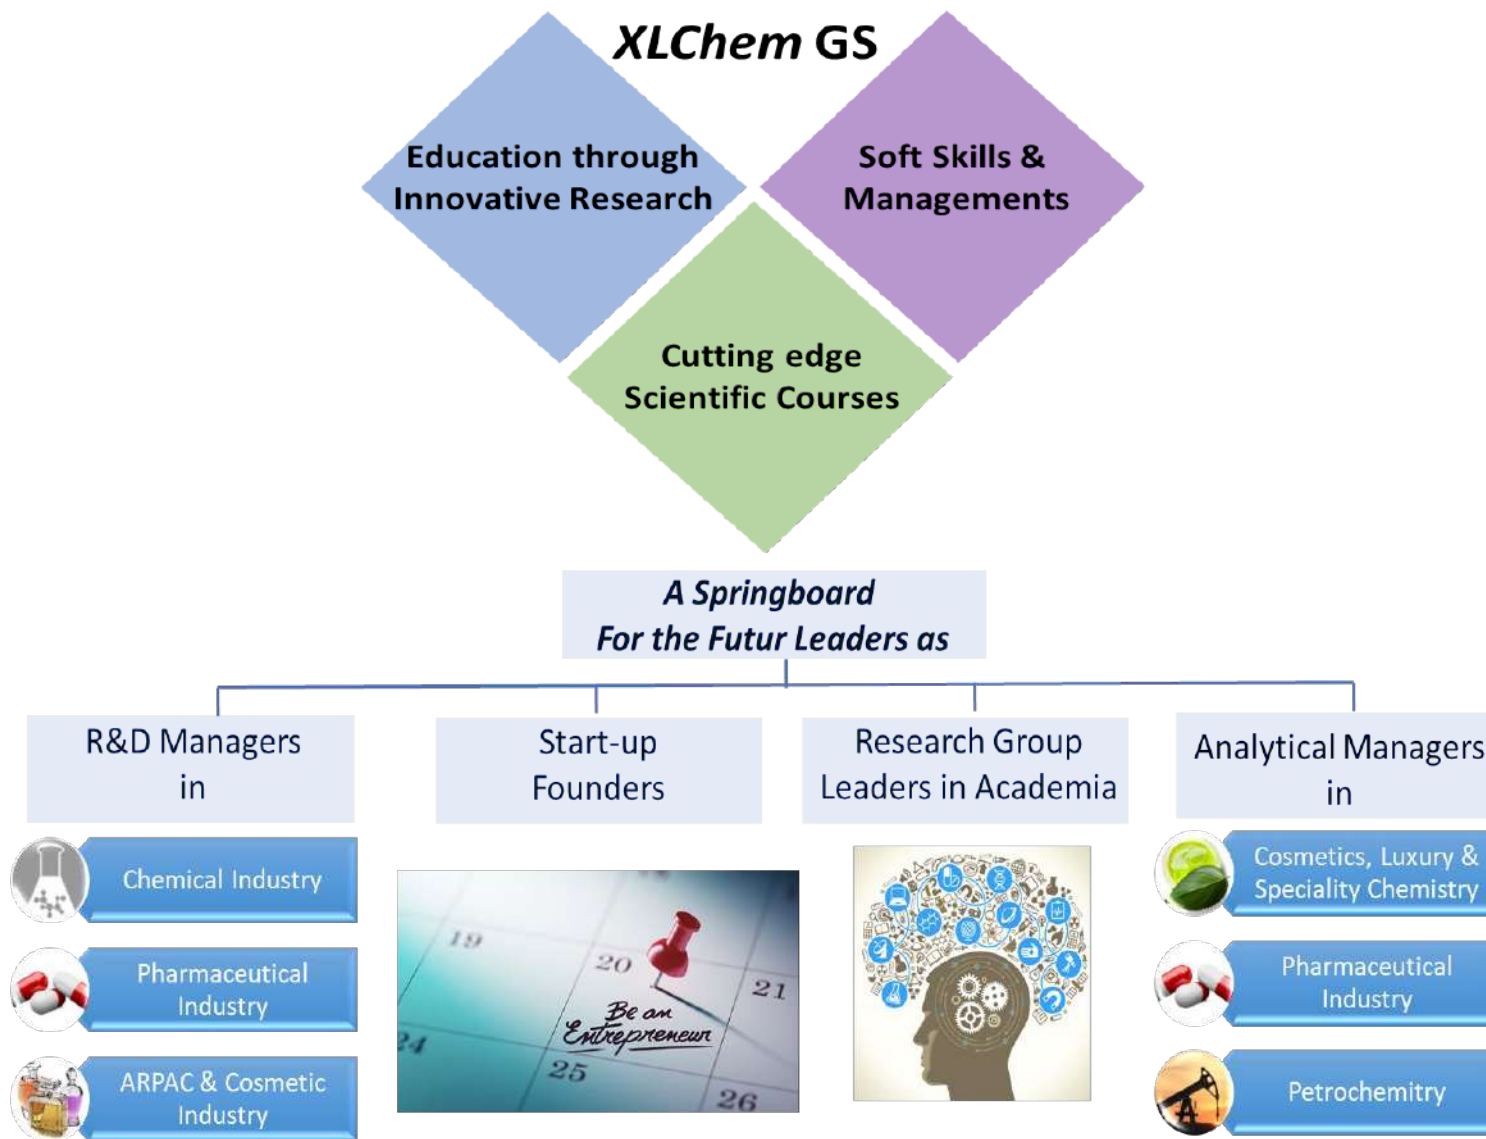 XLChem GS
Education through
Innovative Research
Soft Skills &
Managements
Cutting edge
Scientific Courses
A Springboard
For the Futur Leaders as
R&D Managers
in
Start-up
Founders
Research Group
Leaders in Academia
Analytical Managers
in
Chemical Industry
Pharmaceutical
Industry
ARPAC & Cosmetic
Industry
19
20
21
Be an
Entrepreneur
24
25
26
Cosmetics, Luxury &
Speciality Chemistry
Pharmaceutical
Industry
Petrochemitry